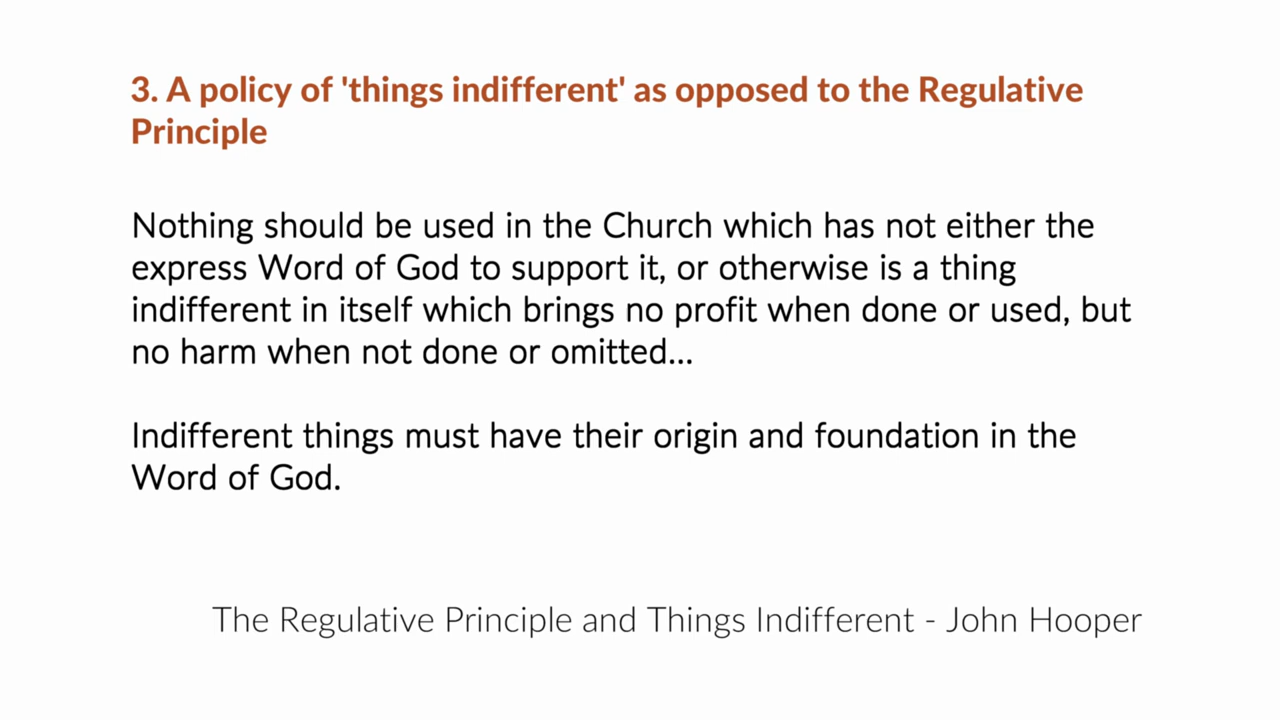 3. A policy of 'things indifferent' as opposed to the Regulative
Principle
Nothing should be used in the Church which has not either the
express Word of God to support it, or otherwise is a thing
indifferent in itself which brings no profit when done or used, but
no harm when not done or omitted...
Indifferent things must have their origin and foundation in the
Word of God.
The Regulative Principle and Things Indifferent - John Hooper